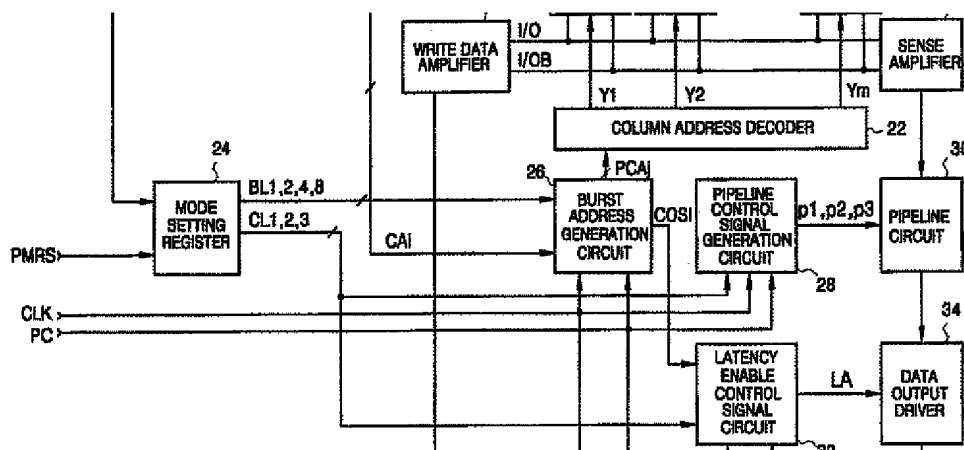 I/O
WRITE DATA
AMPLIFIER
I/OB
SENSE
AMPLIFIER
Y1
Y2
Ym
COLUMN ADDRESS DECODER
22
24
BL1,2,4,8
MODE
SETTING
REGISTER
CL1,2,3
PMRS
26
PCAj
BURST
ADDRESS
GENERATION
CIRCUIT
CAi
COSI
PIPELINE
CONTROL
SIGNAL
GENERATION
CIRCUIT
28
p1,p2,p3
PIPELINE
CIRCUIT
CLK
PC
34
LATENCY
ENABLE
CONTROL
SIGNAL
CIRCUIT
LA
DATA
OUTPUT
DRIVER